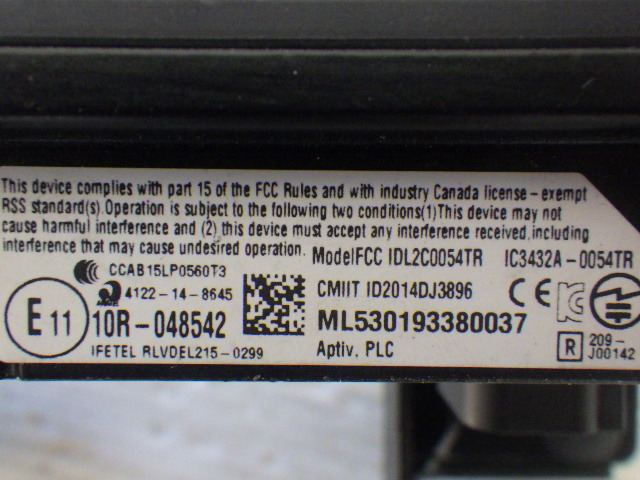 This device complies with part 15 of the FCC Rules and with industry Canada license-exempt
RSS standard(s).Operation is subject to the following two conditions(1)This device may not
cause harmful interference and (2) this device must accept any interference received,including
interference that may cause undesired operation. ModelFCC IDL2C0054TR IC3432A-0054TR
CCAB15LP0560T3
4122-14-8645 CMIIT ID2014DJ3896 CE
E 11 10R-048542 ML530193380037
IFETEL RLVDEL215-0299 Aptiv. PLC R 209-
J00142